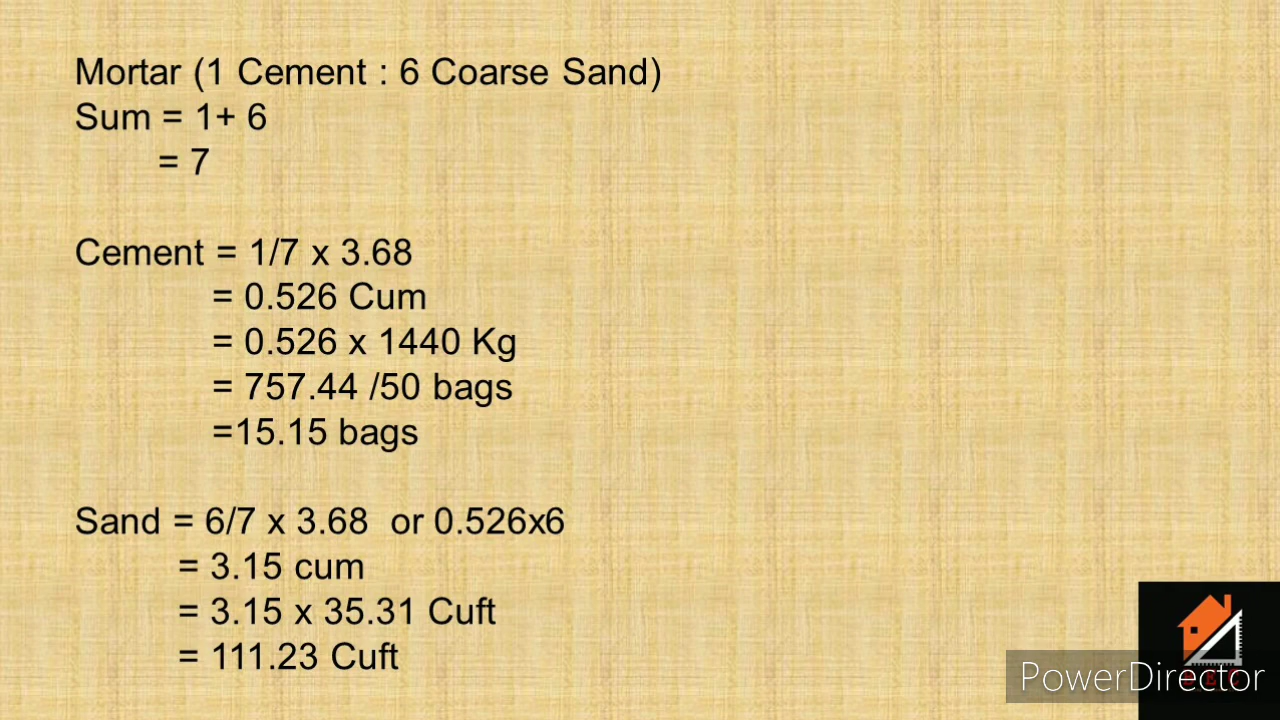 Mortar (1 Cement : 6 Coarse Sand)
Sum = 1+ 6
= 7
Cement = 1/7 x 3.68
= 0.526 Cum
= 0.526 x 1440 Kg
= 757.44 /50 bags
=15.15 bags
Sand = 6/7 x 3.68 or 0.526x6
= 3.15 cum
= 3.15 x 35.31 Cuft
= 111.23 Cuft
PowerDirector